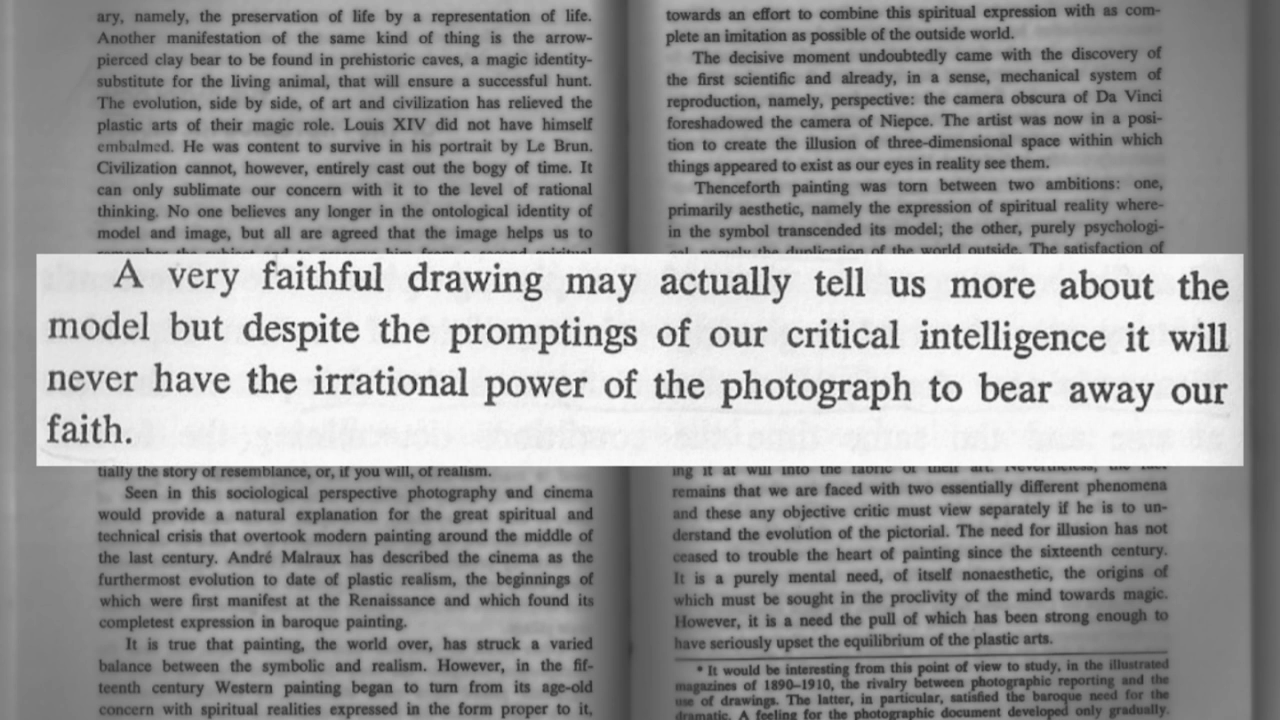 ary, namely, the preservation of life by a representation of life.
Another manifestation of the same kind of thing is the arrow-
pierced clay bear to be found in prehistoric caves, a magic identity-
substitute for the living animal, that will ensure a successful hunt.
The evolution, side by side, of art and civilization has relieved the
plastic arts of their magic role. Louis XIV did not have himself
embalmed. He was content to survive in his portrait by Le Brun.
Civilization cannot, however, entirely cast out the bogy of time. It
can only sublimate our concern with it to the level of rational
thinking. No one believes any longer in the ontological identity of
model and image, but all are agreed that the image helps us to
A very faithful drawing may actually tell us more about the
model but despite the promptings of our critical intelligence it will
never have the irrational power of the photograph to bear away our
faith.
tially the story of resemblance, or, if you will, of realism.
Seen in this sociological perspective photography and cinema
would provide a natural explanation for the great spiritual and
technical crisis that overtook modern painting around the middle of
the last century. André Malraux has described the cinema as the
furthermost evolution to date of plastic realism, the beginnings of
which were first manifest at the Renaissance and which found its
completest expression in baroque painting.
It is true that painting, the world over, has struck a varied
balance between the symbolic and realism. However, in the fif-
teenth century Western painting began to turn from its age-old
concern with spiritual realities expressed in the form proper to it,
towards an effort to combine this spiritual expression with as com-
plete an imitation as possible of the outside world.
The decisive moment undoubtedly came with the discovery of
the first scientific and already, in a sense, mechanical system of
reproduction, namely, perspective: the camera obscura of Da Vinci
foreshadowed the camera of Niepce. The artist was now in a posi-
tion to create the illusion of three-dimensional space within which
things appeared to exist as our eyes in reality see them.
Thenceforth painting was torn between two ambitions: one,
primarily aesthetic, namely the expression of spiritual reality where-
in the symbol transcended its model; the other, purely psychologi-
cal, namely the duplication of the world outside. The satisfaction of
ing it at will into the fabric of their art. Nevertheless, the fact
remains that we are faced with two essentially different phenomena
and these any objective critic must view separately if he is to un-
derstand the evolution of the pictorial. The need for illusion has not
ceased to trouble the heart of painting since the sixteenth century.
It is a purely mental need, of itself nonaesthetic, the origins of
which must be sought in the proclivity of the mind towards magic.
However, it is a need the pull of which has been strong enough to
have seriously upset the equilibrium of the plastic arts.
* It would be interesting from this point of view to study, in the illustrated
magazines of 1890–1910, the rivalry between photographic reporting and the
use of drawings. The latter, in particular, satisfied the baroque need for the
dramatic. A feeling for the photographic document developed only gradually.